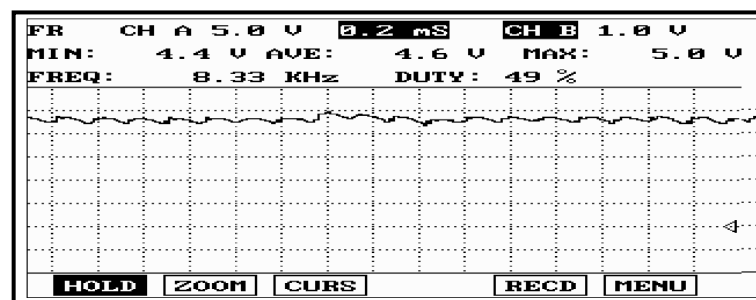 FR CH A 5.0 V 0.2 mS CH B 1.0 V
MIN: 4.4 V AVE: 4.6 V MAX: 5.0 V
FREQ: 8.33 KHz DUTY: 49 %
HOLD ZOOM CURS RECD MENU